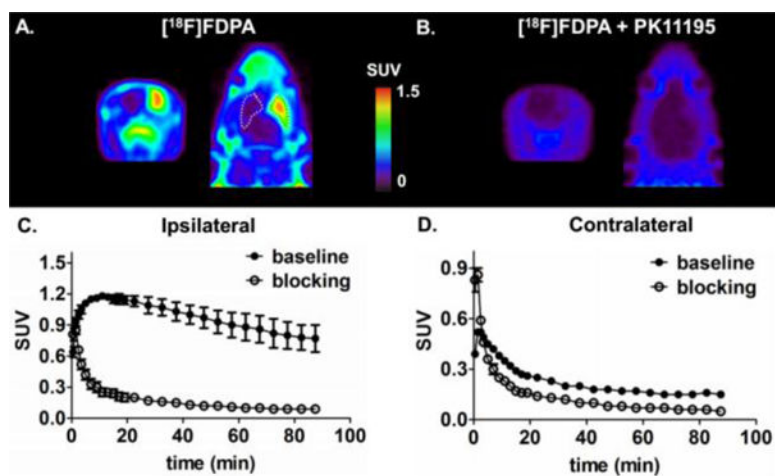 A. [¹⁸F]FDPA
B. [¹⁸F]FDPA + PK11195
SUV
1.5
0
C. Ipsilateral
baseline
blocking
1.5
1.2
0.9
0.6
0.3
0.0
SUV
0 20 40 60 80 100
time (min)
D. Contralateral
baseline
blocking
0.9
0.6
0.3
0.0
SUV
0 20 40 60 80 100
time (min)